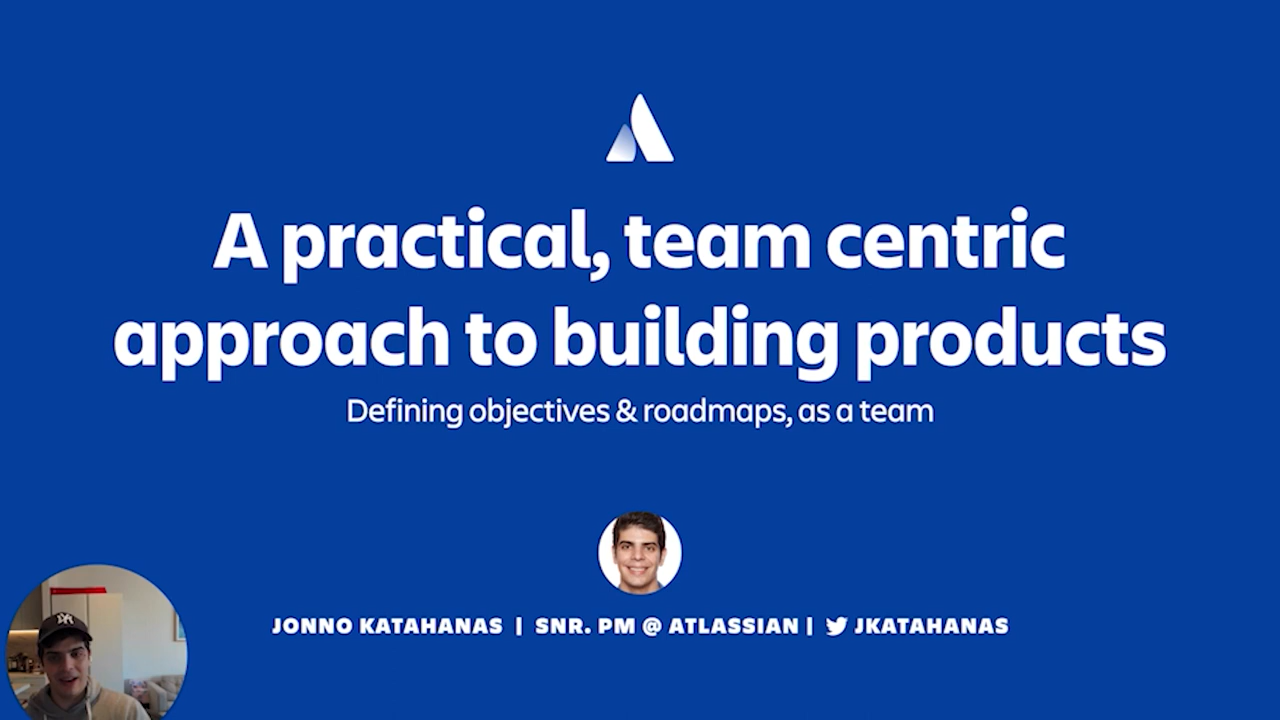 A practical, team centric
approach to building products
Defining objectives & roadmaps, as a team
JONNO KATAHANAS | SNR. PM @ ATLASSIAN | JKATAHANAS